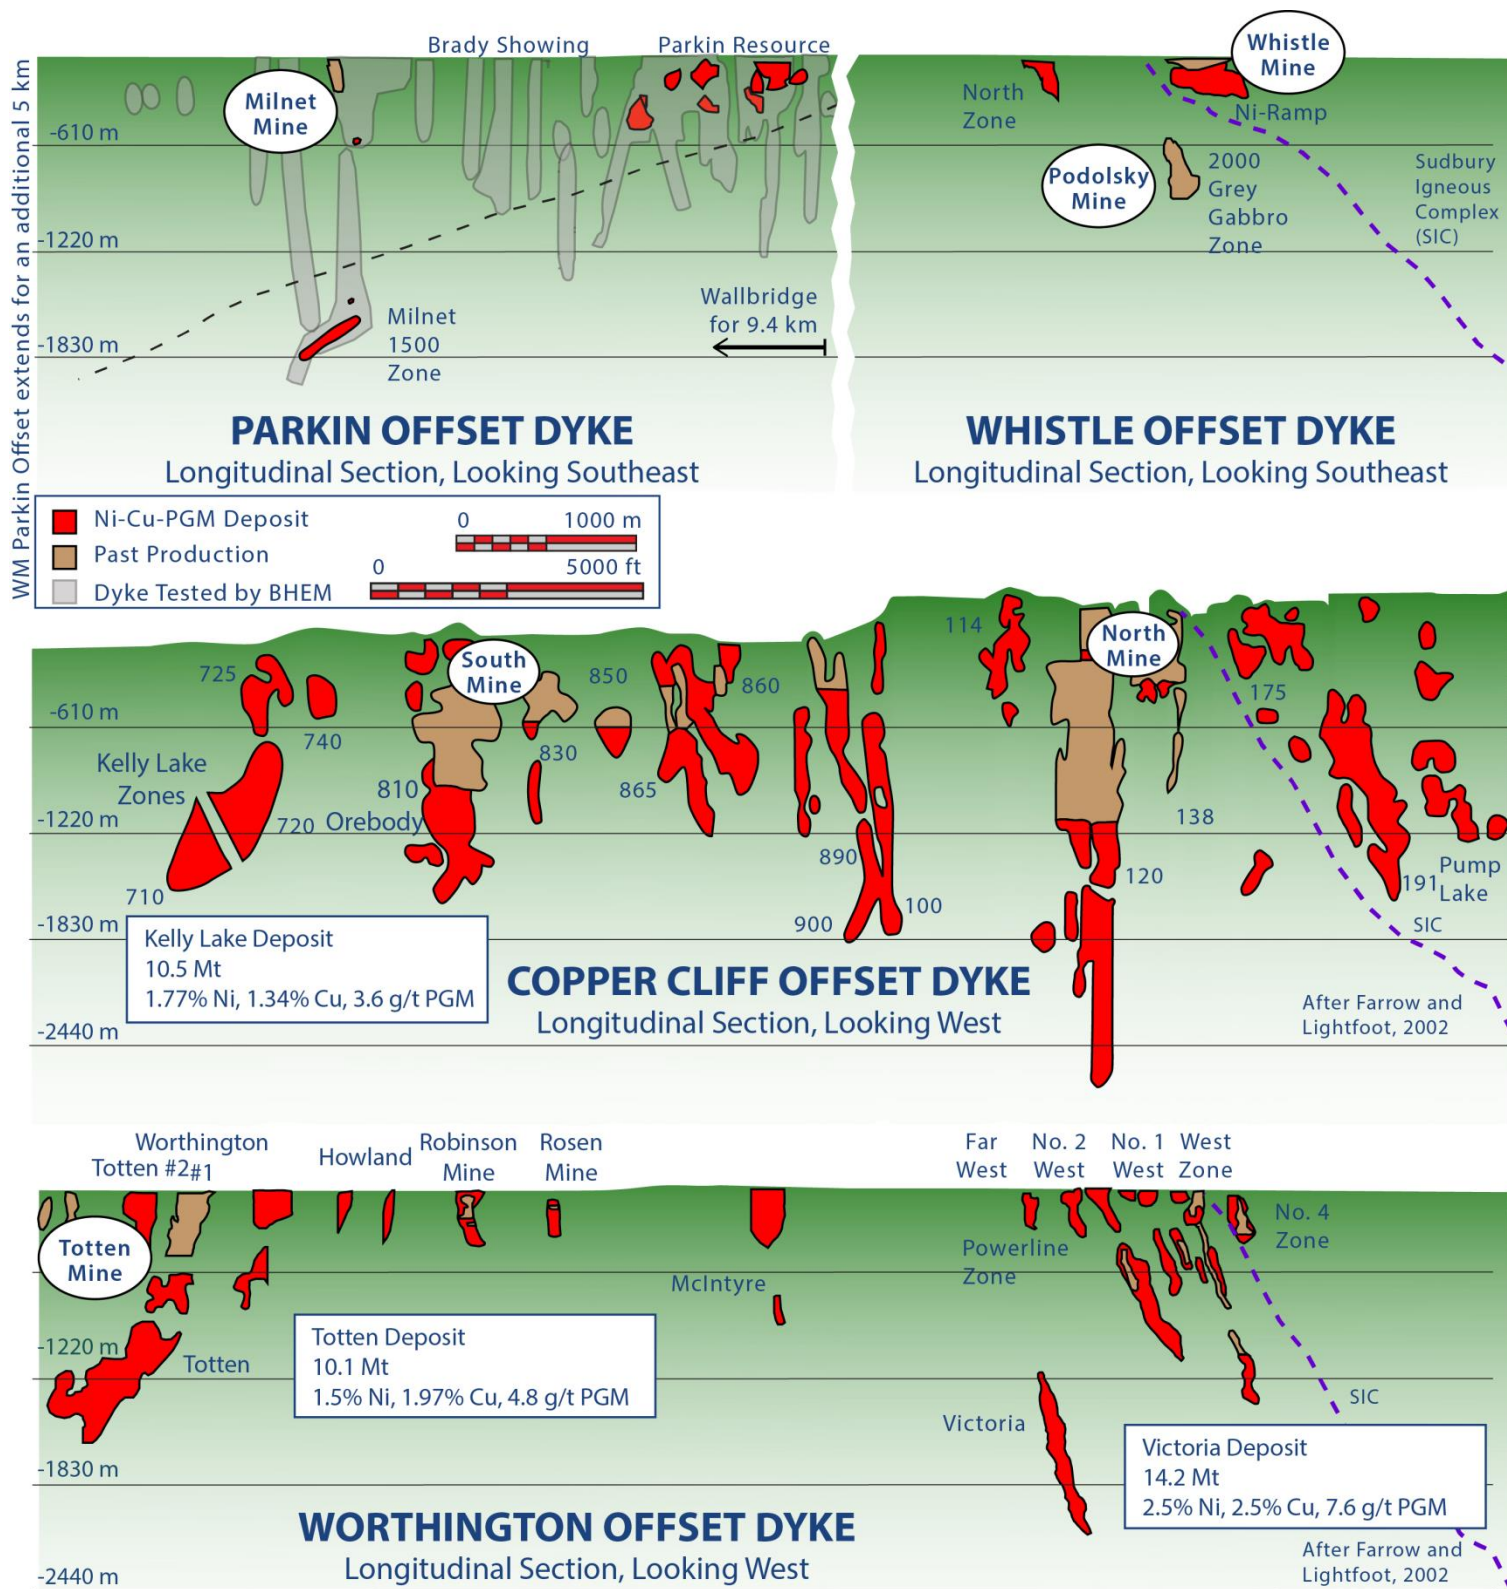 WM Parkin Offset extends for an additional 5 km
Brady Showing
Parkin Resource
Milnet
Mine
-610 m
-1220 m
-1830 m
Milnet
1500
Zone
Wallbridge
for 9.4 km
PARKIN OFFSET DYKE
Longitudinal Section, Looking Southeast
Whistle
Mine
North
Zone
Ni-Ramp
Podolsky
Mine
2000
Grey
Gabbro
Zone
Sudbury
Igneous
Complex
(SIC)
WHISTLE OFFSET DYKE
Longitudinal Section, Looking Southeast
Ni-Cu-PGM Deposit
Past Production
Dyke Tested by BHEM
0 1000 m
0 5000 ft
725
740
South
Mine
850
860
114
North
Mine
175
-610 m
Kelly Lake
Zones
810
Orebody
830
865
720
710
-1220 m
890
900
100
138
120
191
Pump
Lake
SIC
-1830 m
Kelly Lake Deposit
10.5 Mt
1.77% Ni, 1.34% Cu, 3.6 g/t PGM
COPPER CLIFF OFFSET DYKE
Longitudinal Section, Looking West
-2440 m
After Farrow and
Lightfoot, 2002
Worthington
Totten #2
#1
Howland
Robinson
Mine
Rosen
Mine
Far
West
No. 2
West
No. 1
West
West
Zone
Totten
Mine
McIntyre
Powerline
Zone
No. 4
Zone
-1220 m
Totten
Totten Deposit
10.1 Mt
1.5% Ni, 1.97% Cu, 4.8 g/t PGM
Victoria
SIC
Victoria Deposit
14.2 Mt
2.5% Ni, 2.5% Cu, 7.6 g/t PGM
-1830 m
WORTHINGTON OFFSET DYKE
Longitudinal Section, Looking West
-2440 m
After Farrow and
Lightfoot, 2002